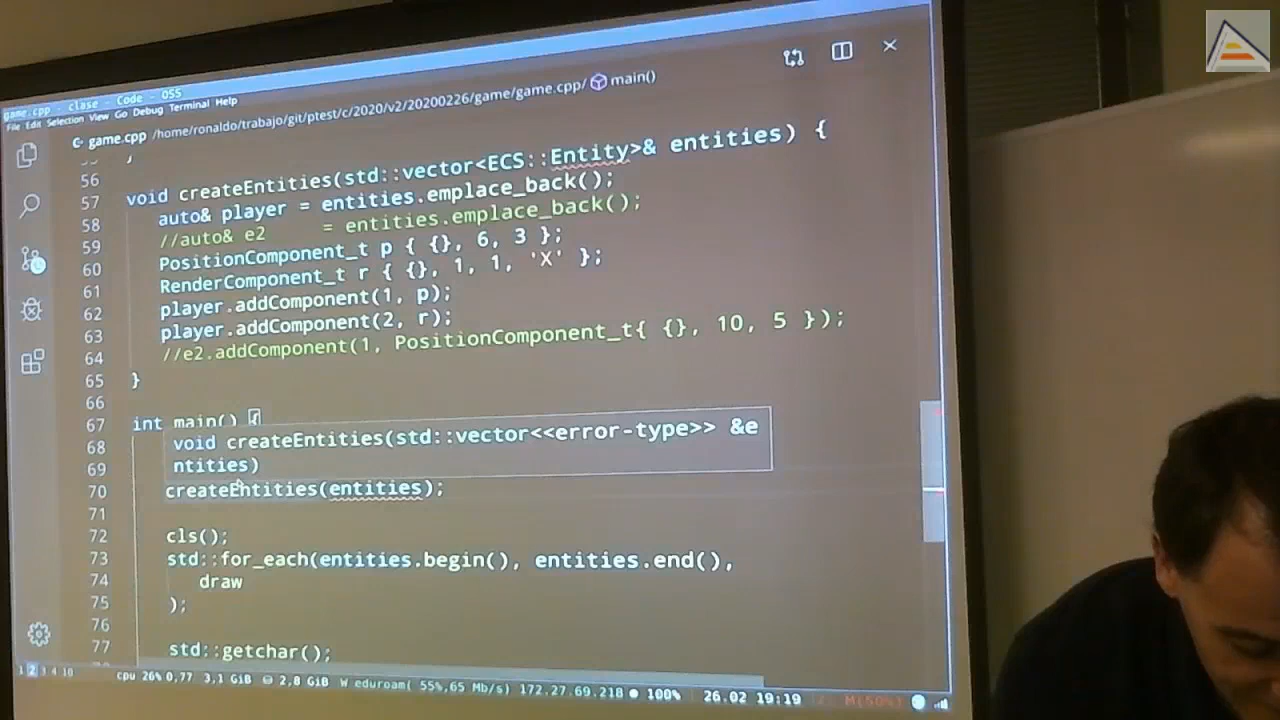 game.cpp - clase - Code - OSS
File Edit Selection View Go Debug Terminal Help
game.cpp /home/ronaldo/trabajo/git/ptest/c/2020/v2/20200226/game/game.cpp/ main()
56
57 void createEntities(std::vector<ECS::Entity>& entities) {
58 auto& player = entities.emplace_back();
59 //auto& e2 = entities.emplace_back();
60 PositionComponent_t p { {}, 6, 3 };
61 RenderComponent_t r { {}, 1, 1, 'X' };
62 player.addComponent(1, p);
63 player.addComponent(2, r);
64 //e2.addComponent(1, PositionComponent_t{ {}, 10, 5 });
65 }
66
67 int main() {
68 void createEntities(std::vector<<error-type>> &e
69 ntities)
70 createEntities(entities);
71
72 cls();
73 std::for_each(entities.begin(), entities.end(),
74 draw
75 );
76
77 std::getchar();
1 2 3 4 10 cpu 26% 0,77 3,1 GiB 2,8 GiB W eduroam( 55%,65 Mb/s) 172.27.69.218 100% 26.02 19:19 M(50%)